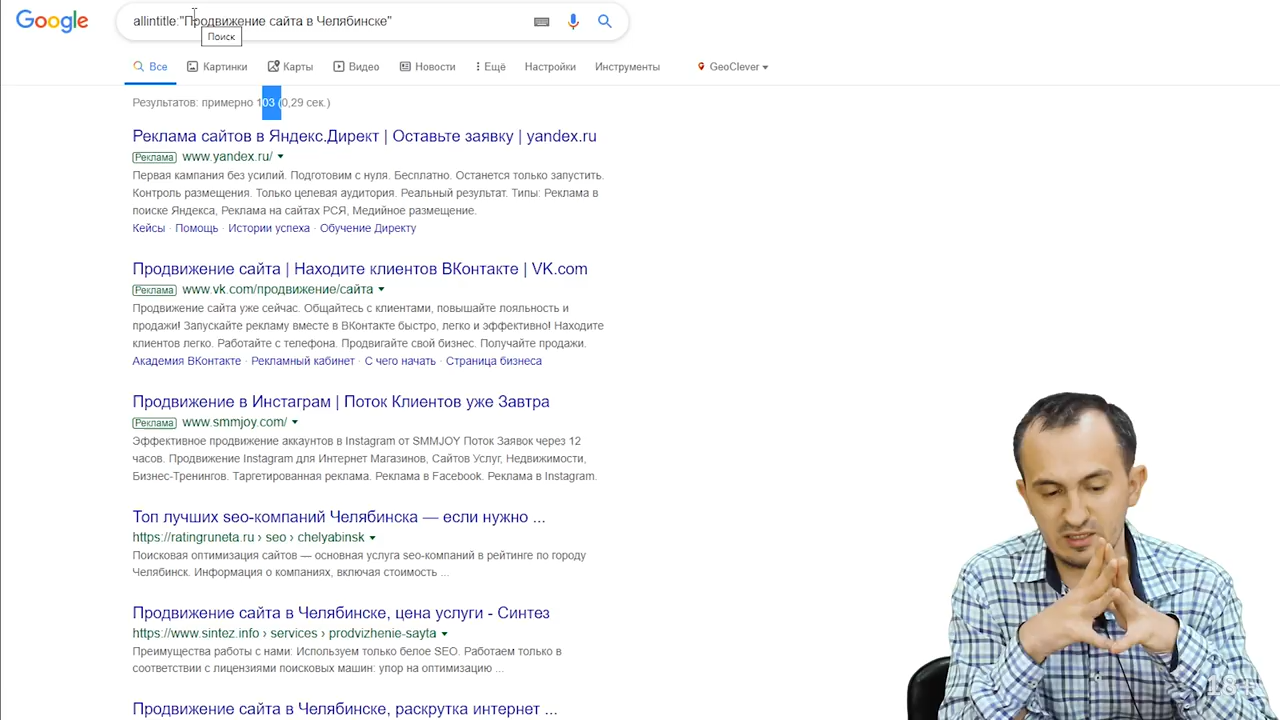 Google
allintitle:"Продвижение сайта в Челябинске"
Поиск
Все Картинки Карты Видео Новости Ещё Настройки Инструменты GeoClever
Результатов: примерно 103 (0,29 сек.)
Реклама сайтов в Яндекс.Директ | Оставьте заявку | yandex.ru
Реклама www.yandex.ru/
Первая кампания без усилий. Подготовим с нуля. Бесплатно. Останется только запустить.
Контроль размещения. Только целевая аудитория. Реальный результат. Типы: Реклама в
поиске Яндекса, Реклама на сайтах РСЯ, Медийное размещение.
Кейсы · Помощь · Истории успеха · Обучение Директу
Продвижение сайта | Находите клиентов ВКонтакте | VK.com
Реклама www.vk.com/продвижение/сайта
Продвижение сайта уже сейчас. Общайтесь с клиентами, повышайте лояльность и
продажи! Запускайте рекламу вместе в ВКонтакте быстро, легко и эффективно! Находите
клиентов легко. Работайте с телефона. Продвигайте свой бизнес. Получайте продажи.
Академия ВКонтакте · Рекламный кабинет · С чего начать · Страница бизнеса
Продвижение в Инстаграм | Поток Клиентов уже Завтра
Реклама www.smmjoy.com/
Эффективное продвижение аккаунтов в Instagram от SMMJOY Поток Заявок через 12
часов. Продвижение Instagram для Интернет Магазинов, Сайтов Услуг, Недвижимости,
Бизнес-Тренингов. Таргетированная реклама. Реклама в Facebook. Реклама в Instagram.
Топ лучших seo-компаний Челябинска — если нужно ...
https://ratingruneta.ru › seo › chelyabinsk
Поисковая оптимизация сайтов — основная услуга seo-компаний в рейтинге по городу
Челябинск. Информация о компаниях, включая стоимость ...
Продвижение сайта в Челябинске, цена услуги - Синтез
https://www.sintez.info › services › prodvizhenie-sayta
Преимущества работы с нами: Используем только белое SEO. Работаем только в
соответствии с лицензиями поисковых машин: упор на оптимизацию ...
Продвижение сайта в Челябинске, раскрутка интернет ...
18+